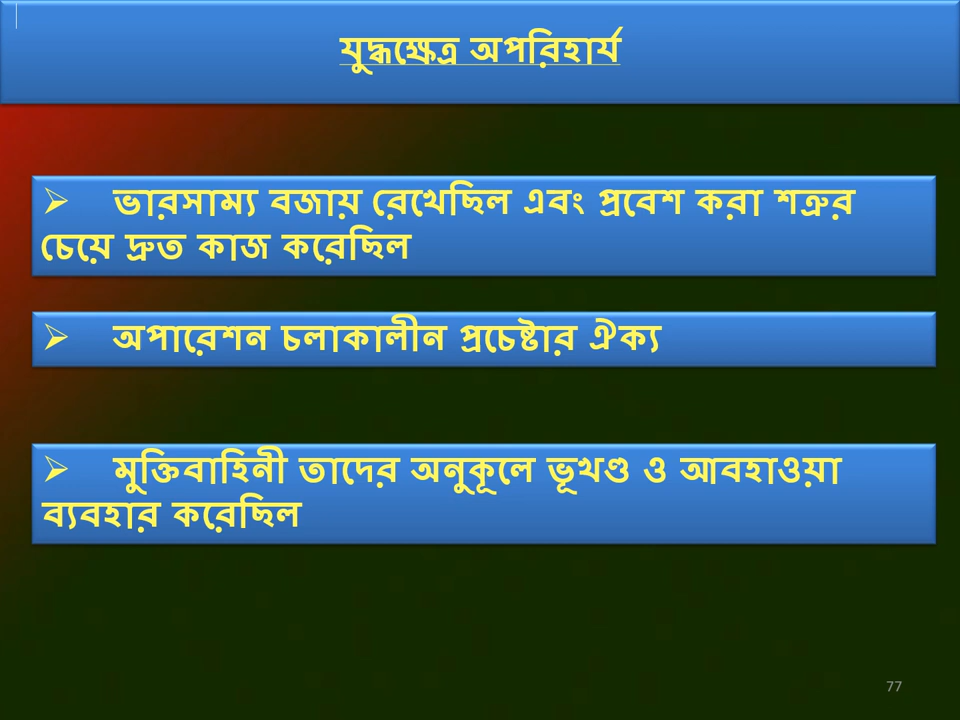 যুদ্ধক্ষেত্র অপরিহার্য
➢ ভারসাম্য বজায় রেখেছিল এবং প্রবেশ করা শত্রুর
চেয়ে দ্রুত কাজ করেছিল
➢ অপারেশন চলাকালীন প্রচেষ্টার ঐক্য
➢ মুক্তিবাহিনী তাদের অনুকূলে ভূখণ্ড ও আবহাওয়া
ব্যবহার করেছিল
77